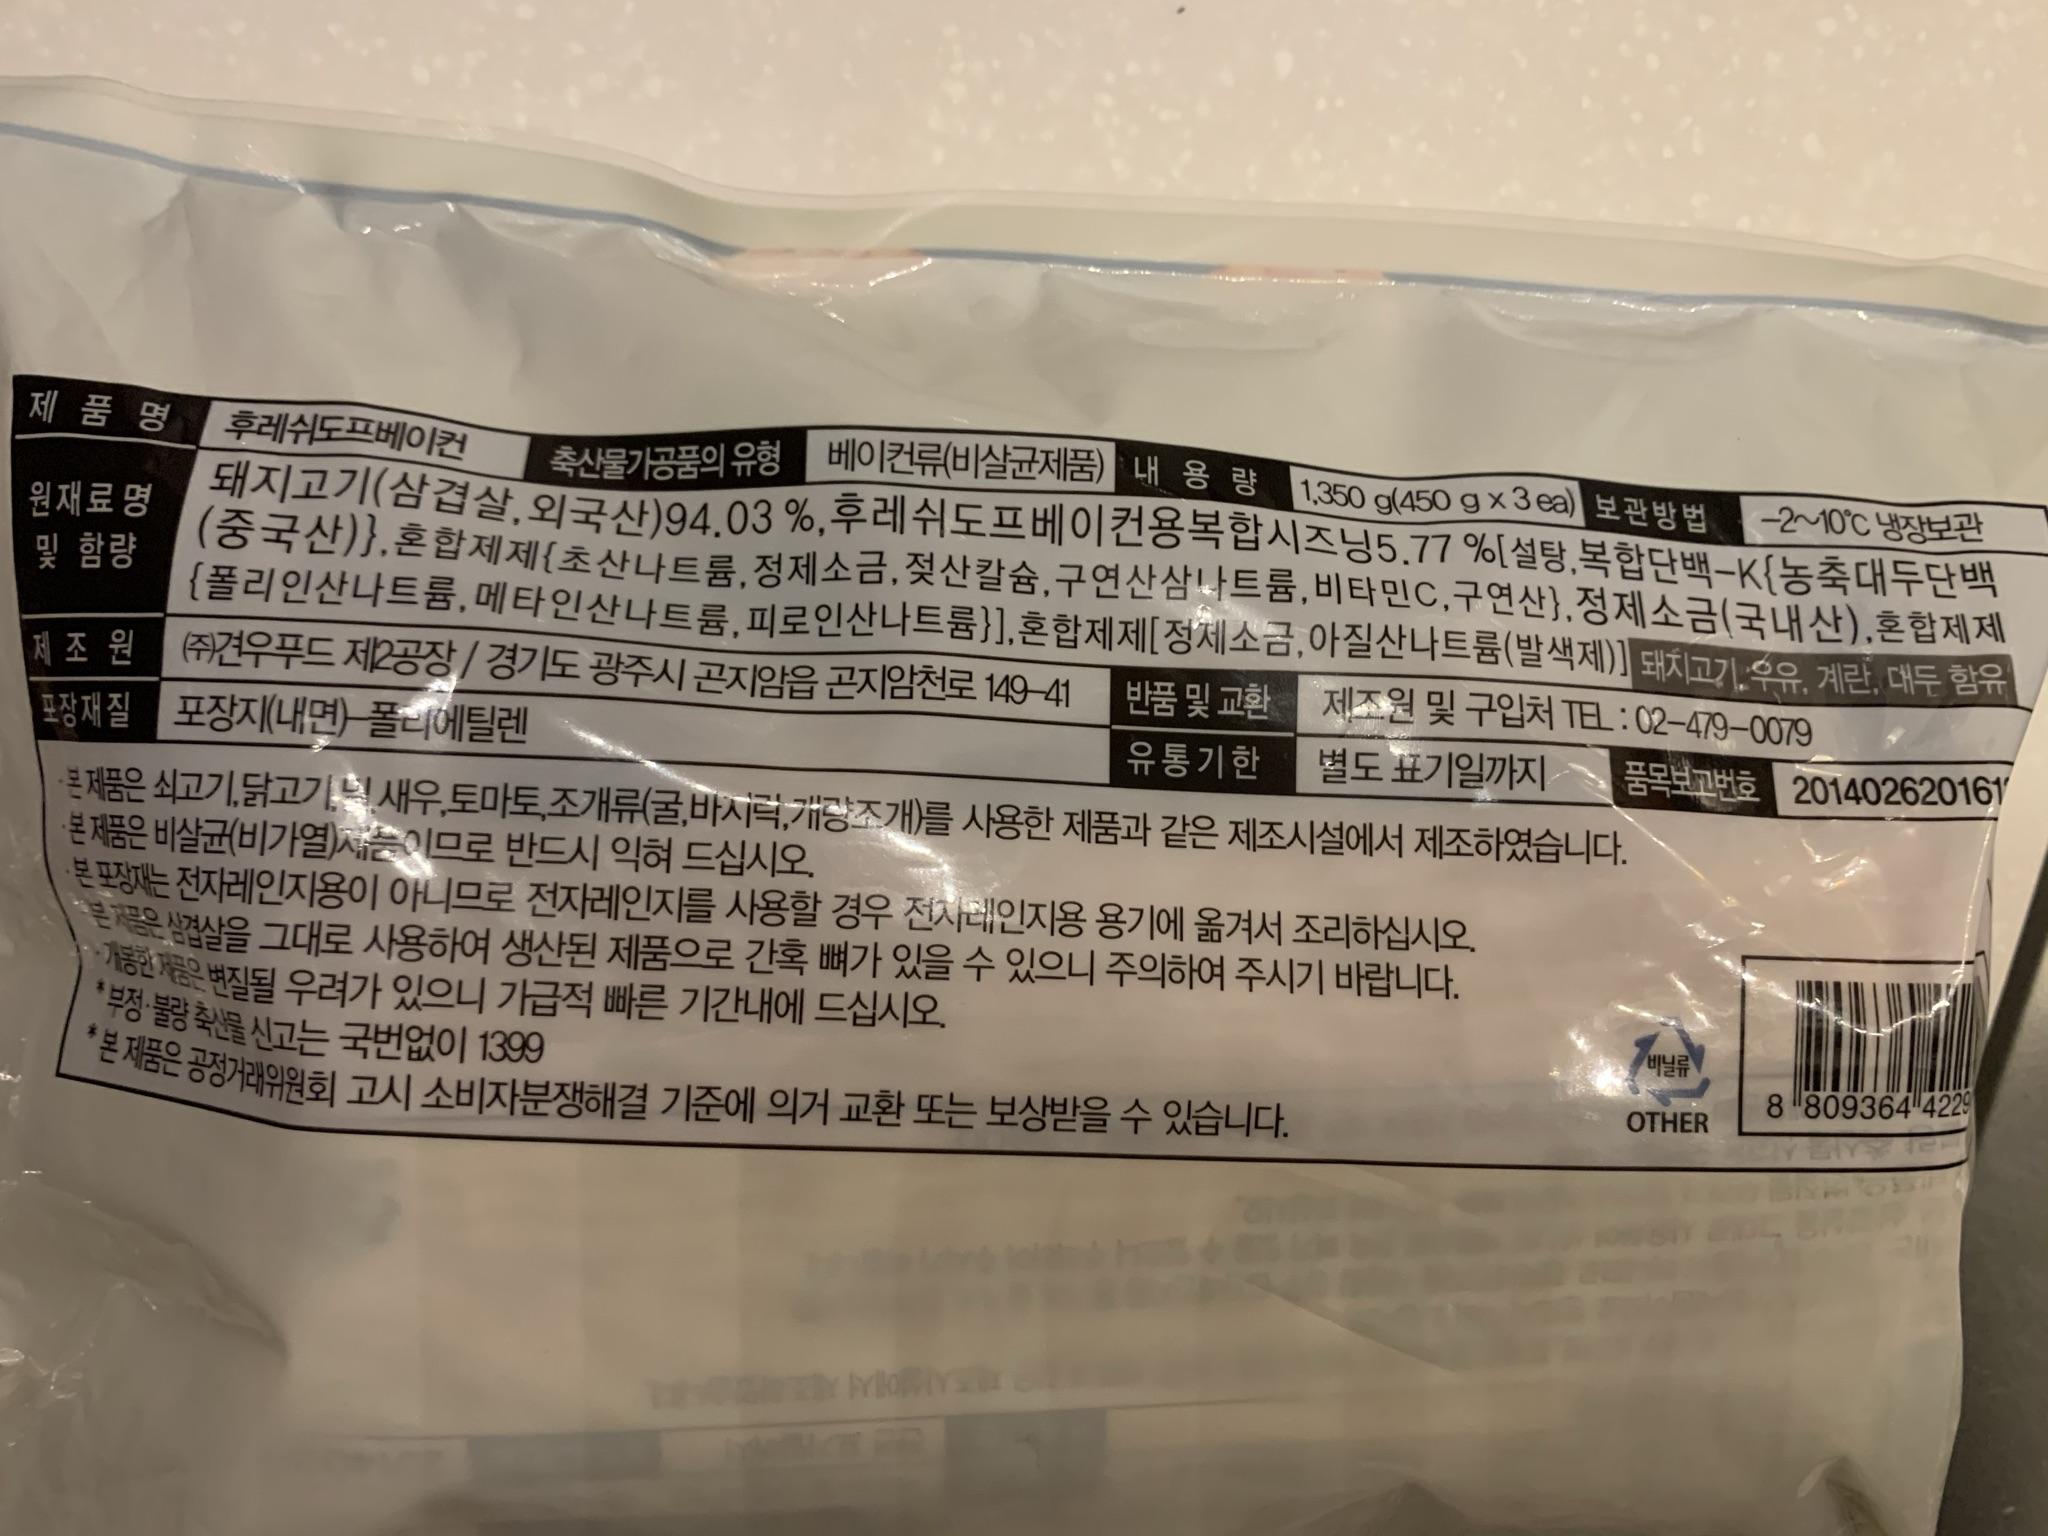 제 품 명 후레쉬도프베이컨 축산물가공품의 유형 베이컨류(비살균제품) 내 용 량 1,350 g(450 g x 3 ea) 보관방법 -2~10℃ 냉장보관
원재료명 및 함량 돼지고기(삼겹살,외국산)94.03 %,후레쉬도프베이컨용복합시즈닝5.77 %[설탕,복합단백-K{농축대두단백
(중국산)},혼합제제{초산나트륨,정제소금,젖산칼슘,구연산삼나트륨,비타민C,구연산},정제소금(국내산),혼합제제
{폴리인산나트륨,메타인산나트륨,피로인산나트륨}],혼합제제[정제소금,아질산나트륨(발색제)] 돼지고기,우유, 계란, 대두 함유
제 조 원 ㈜견우푸드 제2공장 / 경기도 광주시 곤지암읍 곤지암천로 149-41 반품 및 교환 제조원 및 구입처 TEL : 02-479-0079
포장재질 포장지(내면)-폴리에틸렌 유통기한 별도 표기일까지 품목보고번호 201402620161
·본 제품은 쇠고기,닭고기, 새우,토마토,조개류(굴,바지락,개량조개)를 사용한 제품과 같은 제조시설에서 제조하였습니다.
·본 제품은 비살균(비가열)제품이므로 반드시 익혀 드십시오.
·본 포장재는 전자레인지용이 아니므로 전자레인지를 사용할 경우 전자레인지용 용기에 옮겨서 조리하십시오.
·본 제품은 삼겹살을 그대로 사용하여 생산된 제품으로 간혹 뼈가 있을 수 있으니 주의하여 주시기 바랍니다.
·개봉한 제품은 변질될 우려가 있으니 가급적 빠른 기간내에 드십시오.
*부정·불량 축산물 신고는 국번없이 1399
*본 제품은 공정거래위원회 고시 소비자분쟁해결 기준에 의거 교환 또는 보상받을 수 있습니다.
비닐류
OTHER
8 809364 4229